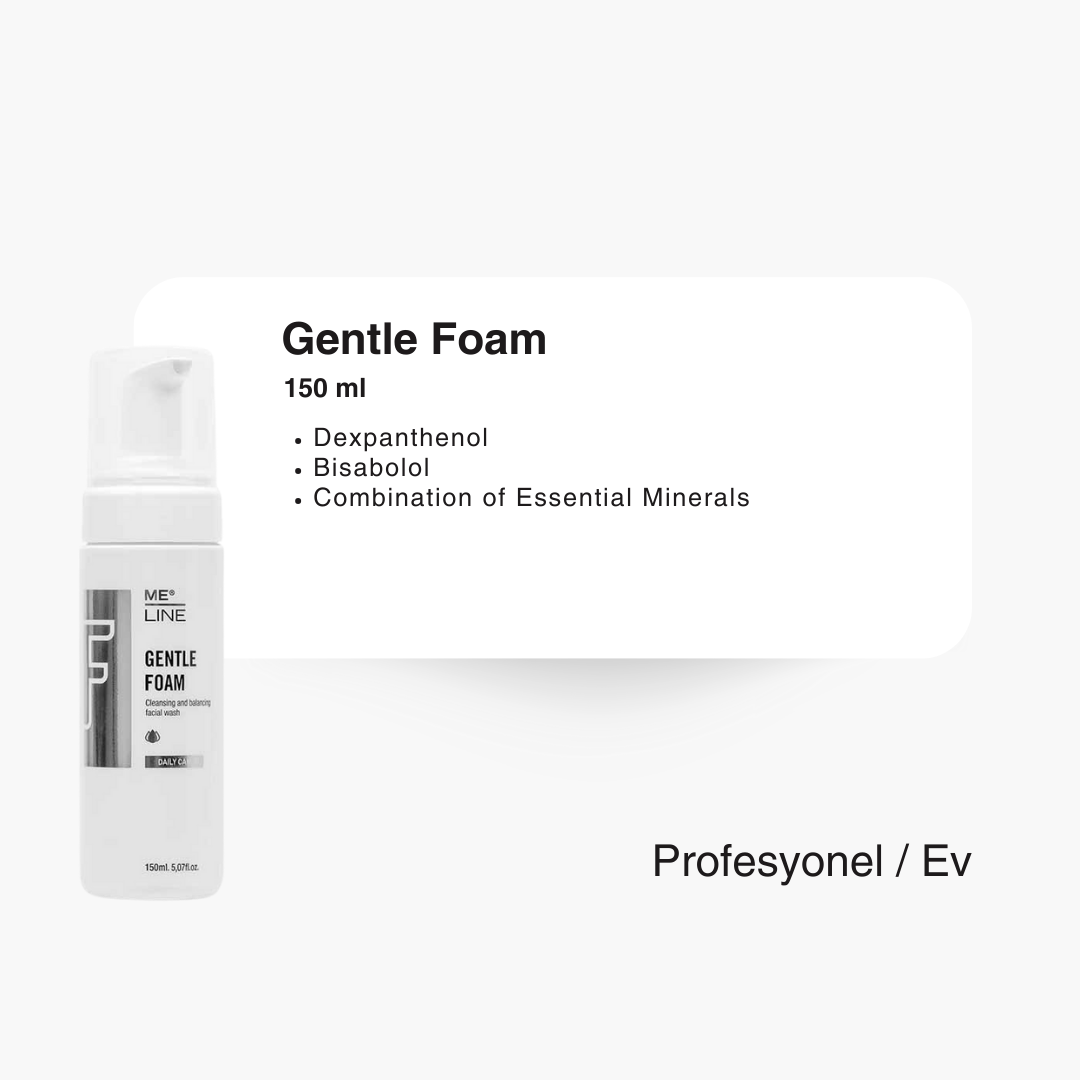 Gentle Foam
150 ml
Dexpanthenol
Bisabolol
Combination of Essential Minerals
ME®
LINE
GENTLE
FOAM
Cleansing and balancing
facial wash
DAILY
150ml. 5,07fl.oz.
Profesyonel / Ev